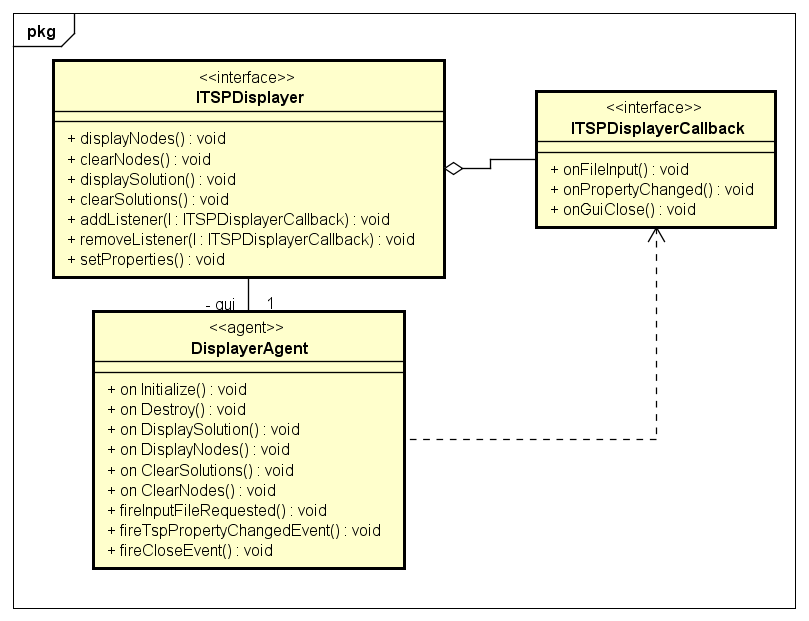 pkg
<<interface>>
ITSPDisplayer
+ displayNodes() : void
+ clearNodes() : void
+ displaySolution() : void
+ clearSolutions() : void
+ addListener(l : ITSPDisplayerCallback) : void
+ removeListener(l : ITSPDisplayerCallback) : void
+ setProperties() : void
<<interface>>
ITSPDisplayerCallback
+ onFileInput() : void
+ onPropertyChanged() : void
+ onGuiClose() : void
- gui 1
<<agent>>
DisplayerAgent
+ on Initialize() : void
+ on Destroy() : void
+ on DisplaySolution() : void
+ on DisplayNodes() : void
+ on ClearSolutions() : void
+ on ClearNodes() : void
+ fireInputFileRequested() : void
+ fireTspPropertyChangedEvent() : void
+ fireCloseEvent() : void